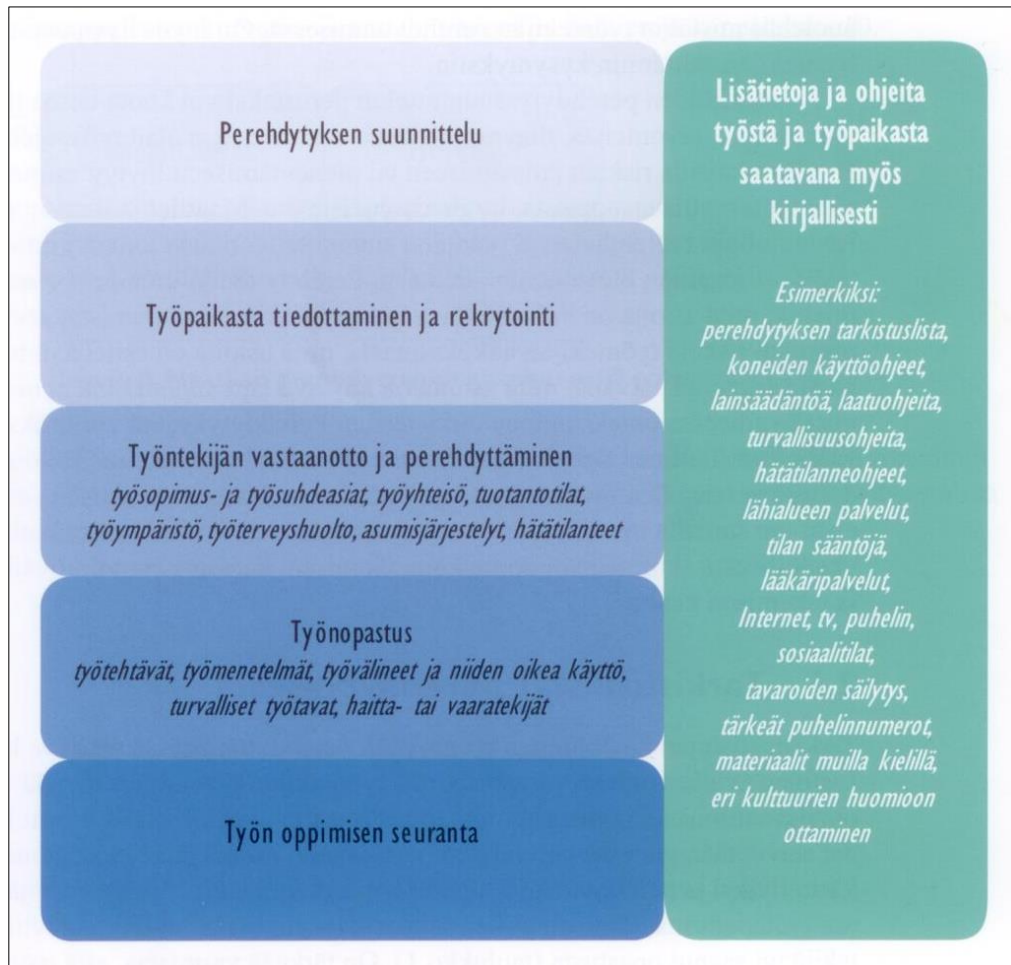 Perehdytyksen suunnittelu
Työpaikasta tiedottaminen ja rekrytointi
Työntekijän vastaanotto ja perehdyttäminen
työsopimus- ja työsuhdeasiat, työyhteisö, tuotantotilat,
työympäristö, työterveyshuolto, asumisjärjestelyt, hätätilanteet
Työnopastus
työtehtävät, työmenetelmät, työvälineet ja niiden oikea käyttö,
turvalliset työtavat, haitta- tai vaaratekijät
Työn oppimisen seuranta
Lisätietoja ja ohjeita
työstä ja työpaikasta
saatavana myös
kirjallisesti
Esimerkiksi:
perehdytyksen tarkistuslista,
koneiden käyttöohjeet,
lainsäädäntöä, laatuohjeita,
turvallisuusohjeita,
hätätilanneohjeet,
lähialueen palvelut,
tilan sääntöjä,
lääkäripalvelut,
Internet, tv, puhelin,
sosiaalitilat,
tavaroiden säilytys,
tärkeät puhelinnumerot,
materiaalit muilla kielillä,
eri kulttuurien huomioon
ottaminen